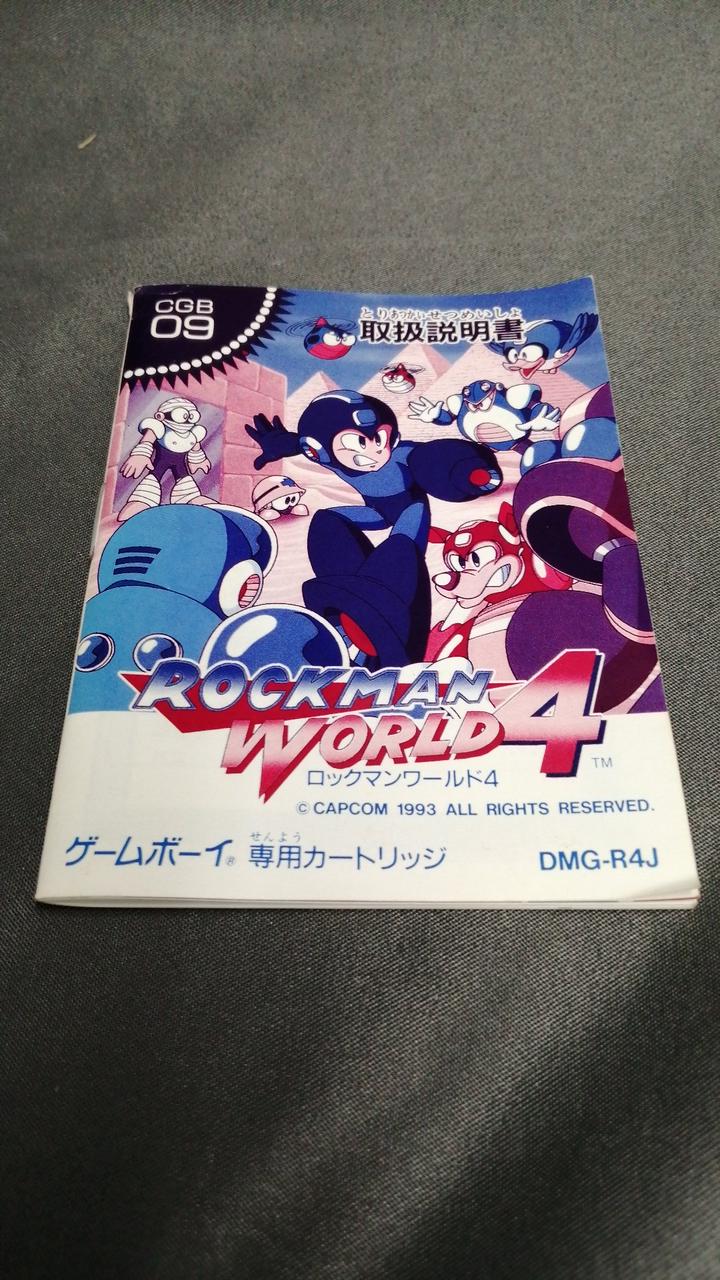 CGB
09
とりあつかいせつめいしょ
取扱説明書
ROCKMAN
WORLD 4
TM
ロックマンワールド4
© CAPCOM 1993 ALL RIGHTS RESERVED.
せんよう
ゲームボーイ® 専用カートリッジ
DMG-R4J